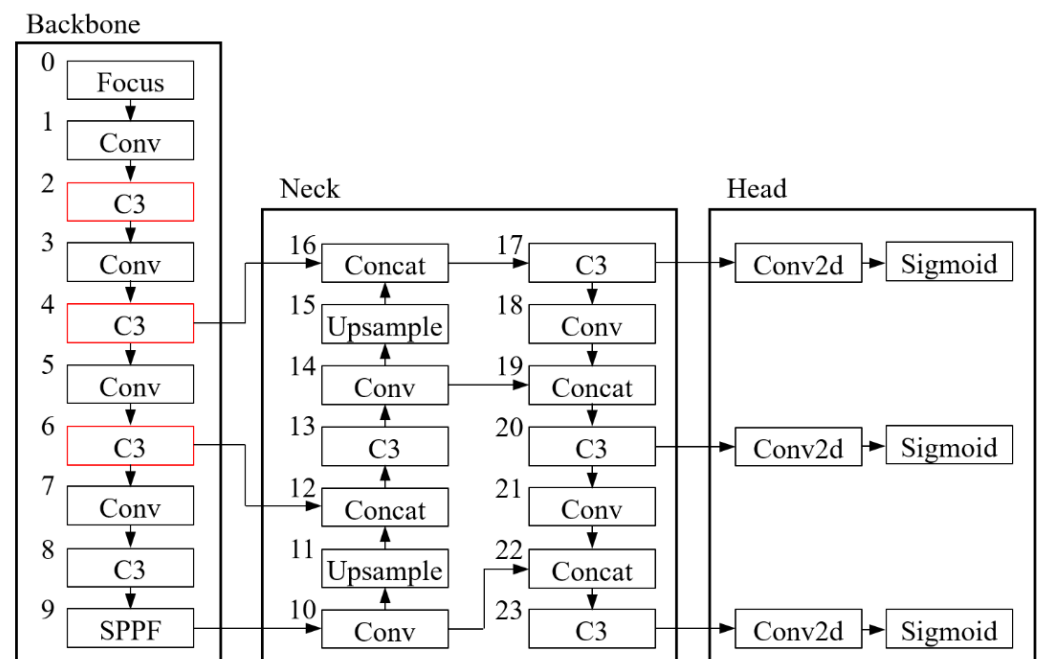 Backbone
0
Focus
1
Conv
2
C3
3
Conv
4
C3
5
Conv
6
C3
7
Conv
8
C3
9
SPPF
Neck
16
Concat
15
Upsample
14
Conv
13
C3
12
Concat
11
Upsample
10
Conv
17
C3
18
Conv
19
Concat
20
C3
21
Conv
22
Concat
23
C3
Head
Conv2d
Sigmoid
Conv2d
Sigmoid
Conv2d
Sigmoid